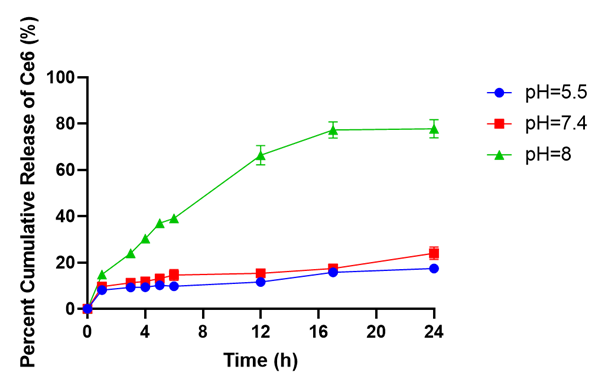 Percent Cumulative Release of Ce6 (%)
100
80
60
40
20
0
0 4 8 12 16 20 24
Time (h)
pH=5.5
pH=7.4
pH=8